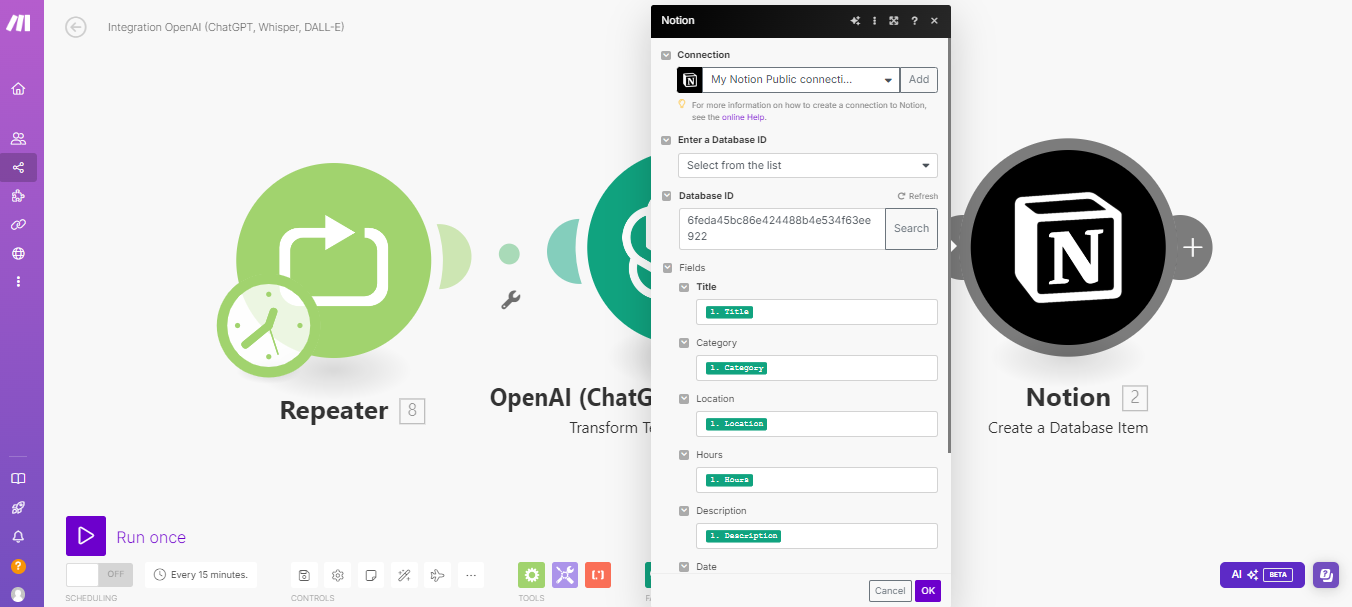 Integration OpenAI (ChatGPT, Whisper, DALL-E)
Notion
?
Connection
My Notion Public connecti...
Add
For more information on how to create a connection to Notion,
see the online Help.
Enter a Database ID
Select from the list
Database ID
Refresh
6feda45bc86e424488b4e534f63ee
922
Search
Fields
Title
1. Title
Category
1. Category
Location
1. Location
Hours
1. Hours
Description
1. Description
Date
Cancel
OK
Repeater
8
OpenAI (ChatG
Transform Te
N
Notion
2
Create a Database Item
Run once
OFF
Every 15 minutes.
SCHEDULING
CONTROLS
TOOLS
AI
BETA
?